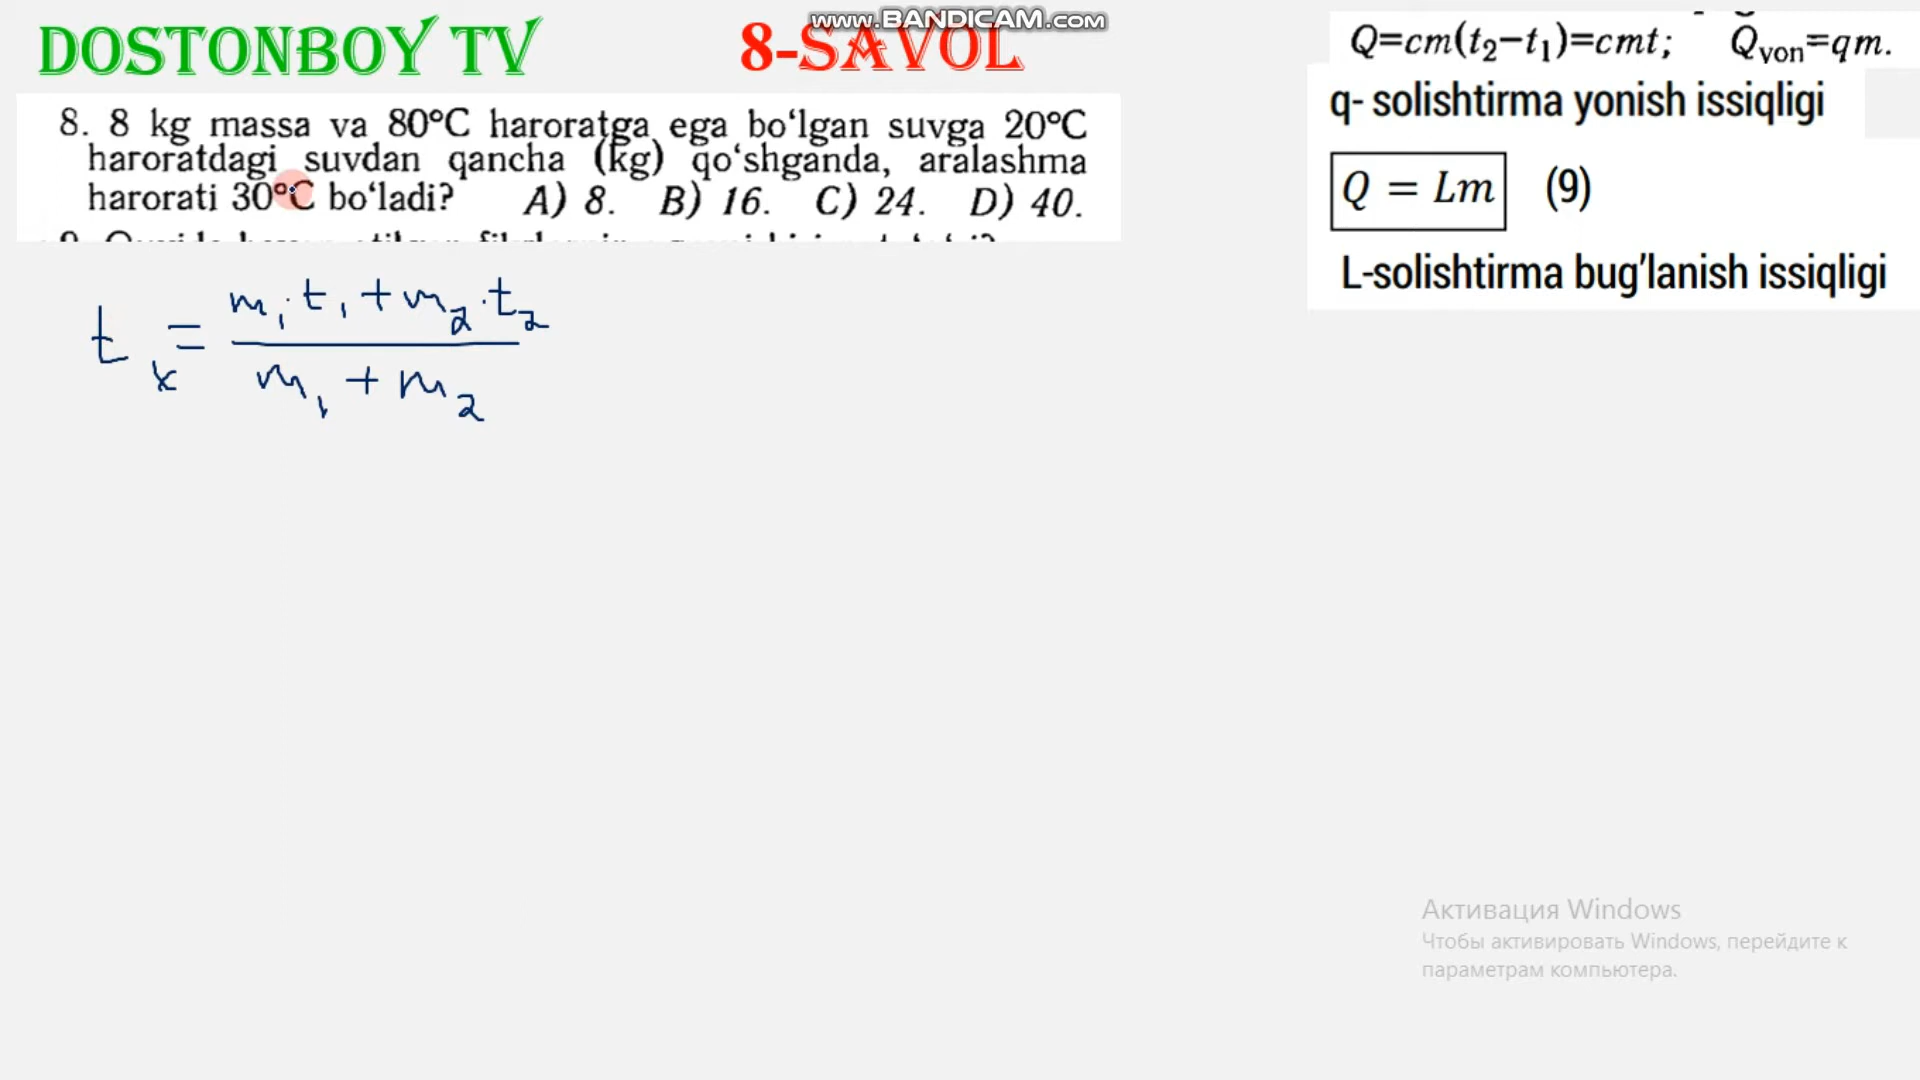 www.BANDICAM.com
DOSTONBOY TV
8-SAVOL
8. 8 kg massa va 80°C haroratga ega bo‘lgan suvga 20°C
haroratdagi suvdan qancha (kg) qo‘shganda, aralashma
harorati 30°C bo‘ladi? A) 8. B) 16. C) 24. D) 40.
t x = m1·t1+m2·t2
m1+m2
Q=cm(t2−t1)=cmt; Qyon=qm.
q- solishtirma yonish issiqligi
Q = Lm (9)
L-solishtirma bug’lanish issiqligi
Активация Windows
Чтобы активировать Windows, перейдите к
параметрам компьютера.